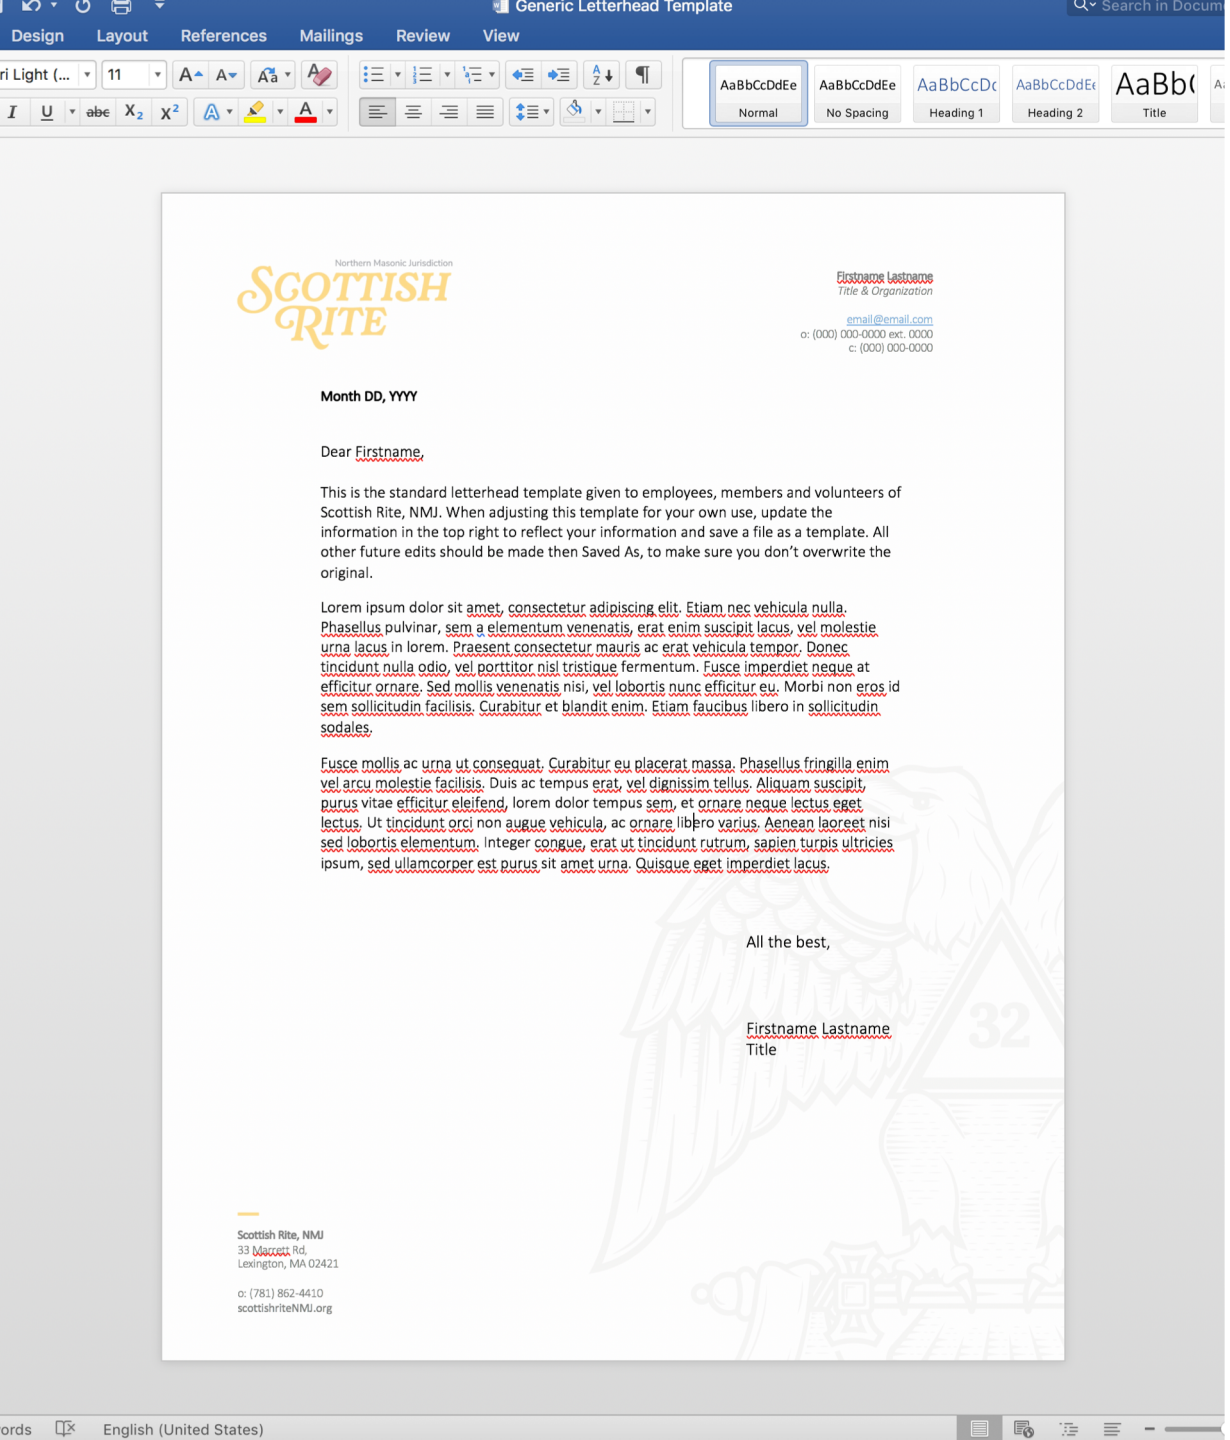 Generic Letterhead Template
Search in Docum
Design Layout References Mailings Review View
ri Light (... 11
AaBbCcDdEe AaBbCcDdEe AaBbCcDc AaBbCcDdEe AaBb(
Normal No Spacing Heading 1 Heading 2 Title
Northern Masonic Jurisdiction
SCOTTISH
RITE
Firstname Lastname
Title & Organization
email@email.com
o: (000) 000-0000 ext. 0000
c: (000) 000-0000
Month DD, YYYY
Dear Firstname,
This is the standard letterhead template given to employees, members and volunteers of
Scottish Rite, NMJ. When adjusting this template for your own use, update the
information in the top right to reflect your information and save a file as a template. All
other future edits should be made then Saved As, to make sure you don’t overwrite the
original.
Lorem ipsum dolor sit amet, consectetur adipiscing elit. Etiam nec vehicula nulla.
Phasellus pulvinar, sem a elementum venenatis, erat enim suscipit lacus, vel molestie
urna lacus in lorem. Praesent consectetur mauris ac erat vehicula tempor. Donec
tincidunt nulla odio, vel porttitor nisl tristique fermentum. Fusce imperdiet neque at
efficitur ornare. Sed mollis venenatis nisi, vel lobortis nunc efficitur eu. Morbi non eros id
sem sollicitudin facilisis. Curabitur et blandit enim. Etiam faucibus libero in sollicitudin
sodales.
Fusce mollis ac urna ut consequat. Curabitur eu placerat massa. Phasellus fringilla enim
vel arcu molestie facilisis. Duis ac tempus erat, vel dignissim tellus. Aliquam suscipit,
purus vitae efficitur eleifend, lorem dolor tempus sem, et ornare neque lectus eget
lectus. Ut tincidunt orci non augue vehicula, ac ornare libero varius. Aenean laoreet nisi
sed lobortis elementum. Integer congue, erat ut tincidunt rutrum, sapien turpis ultricies
ipsum, sed ullamcorper est purus sit amet urna. Quisque eget imperdiet lacus.
All the best,
32
Firstname Lastname
Title
Scottish Rite, NMJ
33 Marrett Rd,
Lexington, MA 02421
o: (781) 862-4410
scottishriteNMJ.org
ords English (United States)